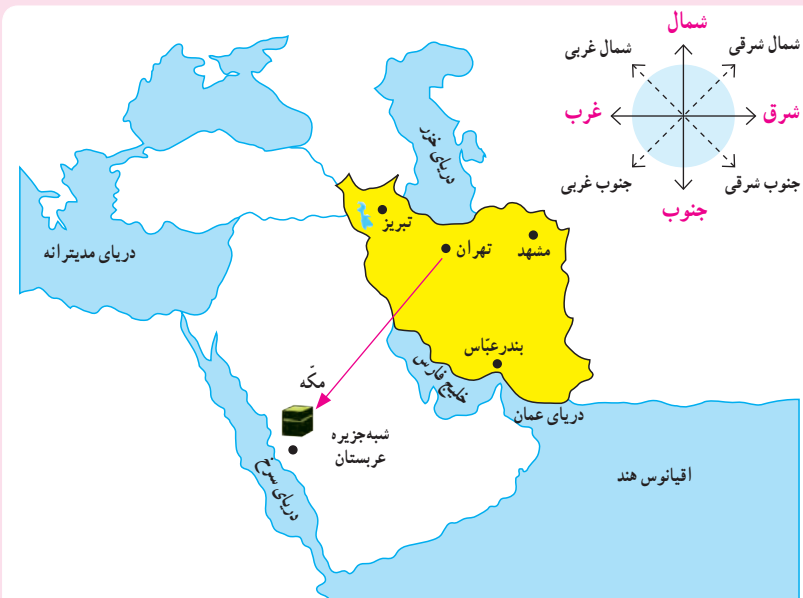 شمال
شمال غربی
شمال شرقی
غرب
شرق
جنوب غربی
جنوب شرقی
جنوب
دریای خزر
تبریز
تهران
مشهد
دریای مدیترانه
بندرعبّاس
خلیج فارس
مکّه
دریای عمان
شبه‌جزیره
عربستان
دریای سرخ
اقیانوس هند